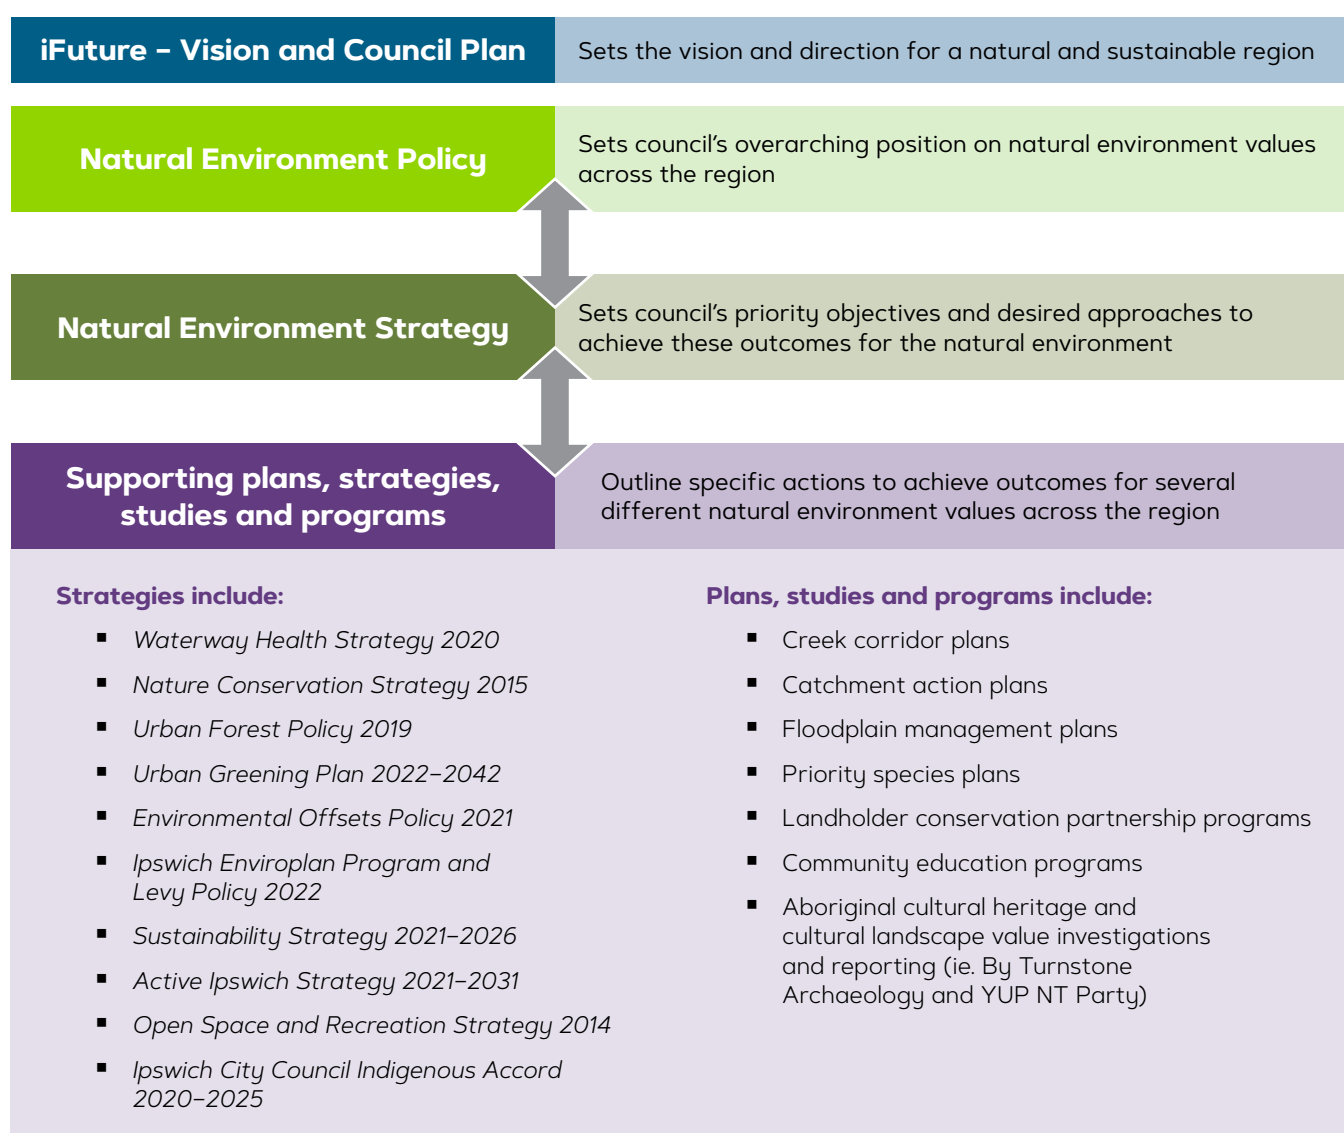 iFuture – Vision and Council Plan
Sets the vision and direction for a natural and sustainable region
Natural Environment Policy
Sets council’s overarching position on natural environment values
across the region
Natural Environment Strategy
Sets council’s priority objectives and desired approaches to
achieve these outcomes for the natural environment
Supporting plans, strategies,
studies and programs
Outline specific actions to achieve outcomes for several
different natural environment values across the region
Strategies include:
▪ Waterway Health Strategy 2020
▪ Nature Conservation Strategy 2015
▪ Urban Forest Policy 2019
▪ Urban Greening Plan 2022–2042
▪ Environmental Offsets Policy 2021
▪ Ipswich Enviroplan Program and
Levy Policy 2022
▪ Sustainability Strategy 2021–2026
▪ Active Ipswich Strategy 2021–2031
▪ Open Space and Recreation Strategy 2014
▪ Ipswich City Council Indigenous Accord
2020–2025
Plans, studies and programs include:
▪ Creek corridor plans
▪ Catchment action plans
▪ Floodplain management plans
▪ Priority species plans
▪ Landholder conservation partnership programs
▪ Community education programs
▪ Aboriginal cultural heritage and
cultural landscape value investigations
and reporting (ie. By Turnstone
Archaeology and YUP NT Party)